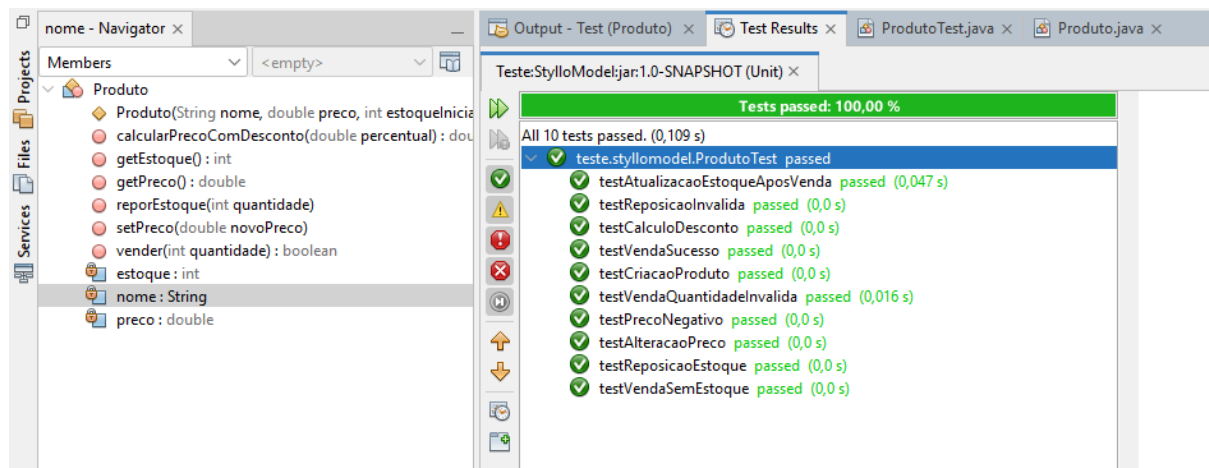 nome - Navigator
Members
<empty>
Produto
Produto(String nome, double preco, int estoqueInicia
calcularPrecoComDesconto(double percentual) : dou
getEstoque() : int
getPreco() : double
reporEstoque(int quantidade)
setPreco(double novoPreco)
vender(int quantidade) : boolean
estoque : int
nome : String
preco : double
Projects
Files
Services
Output - Test (Produto)
Test Results
ProdutoTest.java
Produto.java
Teste:StylloModel:jar:1.0-SNAPSHOT (Unit)
Tests passed: 100,00 %
All 10 tests passed. (0,109 s)
teste.styllomodel.ProdutoTest passed
testAtualizacaoEstoqueAposVenda passed (0,047 s)
testReposicaoInvalida passed (0,0 s)
testCalculoDesconto passed (0,0 s)
testVendaSucesso passed (0,0 s)
testCriacaoProduto passed (0,0 s)
testVendaQuantidadeInvalida passed (0,016 s)
testPrecoNegativo passed (0,0 s)
testAlteracaoPreco passed (0,0 s)
testReposicaoEstoque passed (0,0 s)
testVendaSemEstoque passed (0,0 s)